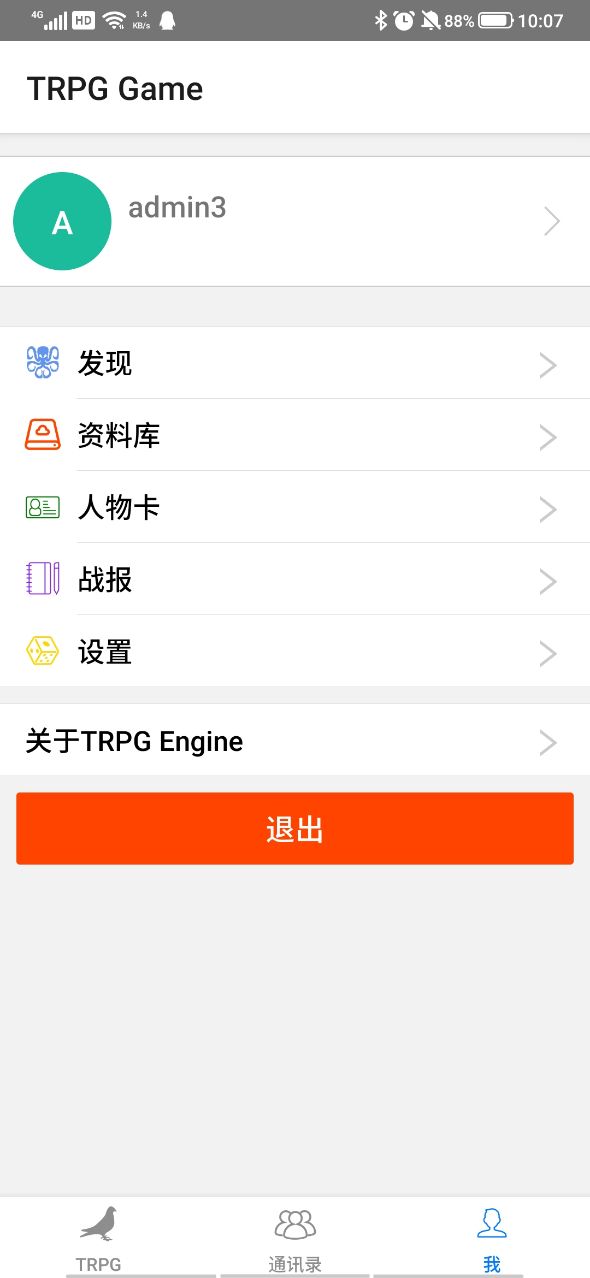 4G HD 1.4 KB/s 88% 10:07
TRPG Game
A
admin3
发现
资料库
人物卡
战报
设置
关于TRPG Engine
退出
TRPG 通讯录 我